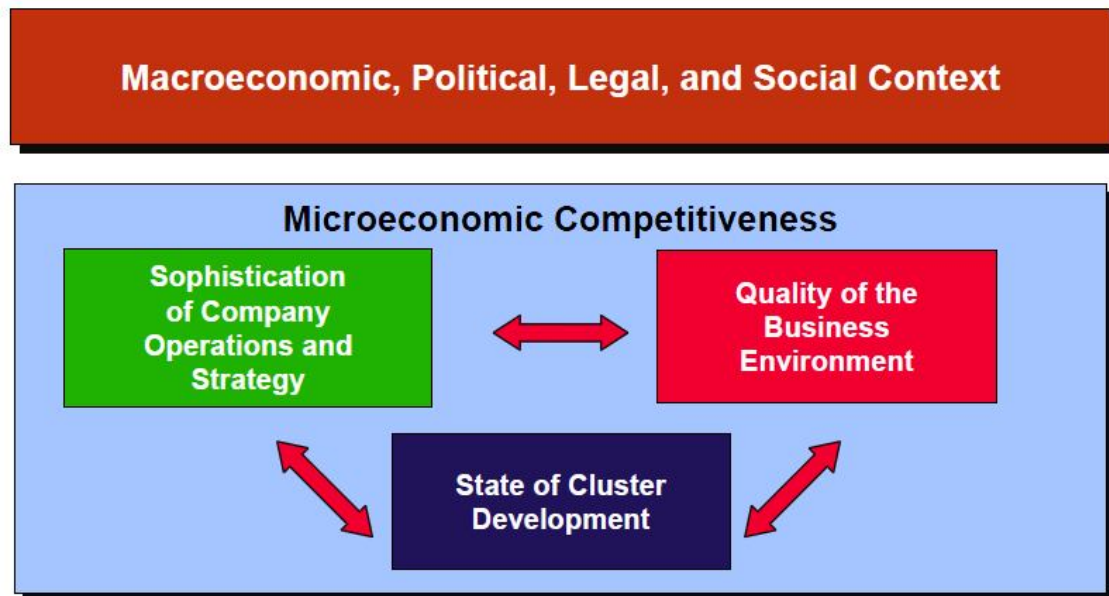 Macroeconomic, Political, Legal, and Social Context
Microeconomic Competitiveness
Sophistication
of Company
Operations and
Strategy
Quality of the
Business
Environment
State of Cluster
Development